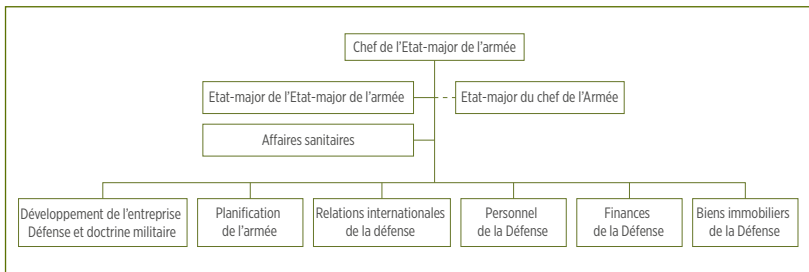 Chef de l'Etat-major de l'armée
Etat-major de l'Etat-major de l'armée
Etat-major du chef de l'Armée
Affaires sanitaires
Développement de l'entreprise
Défense et doctrine militaire
Planification
de l'armée
Relations internationales
de la défense
Personnel
de la Défense
Finances
de la Défense
Biens immobiliers
de la Défense